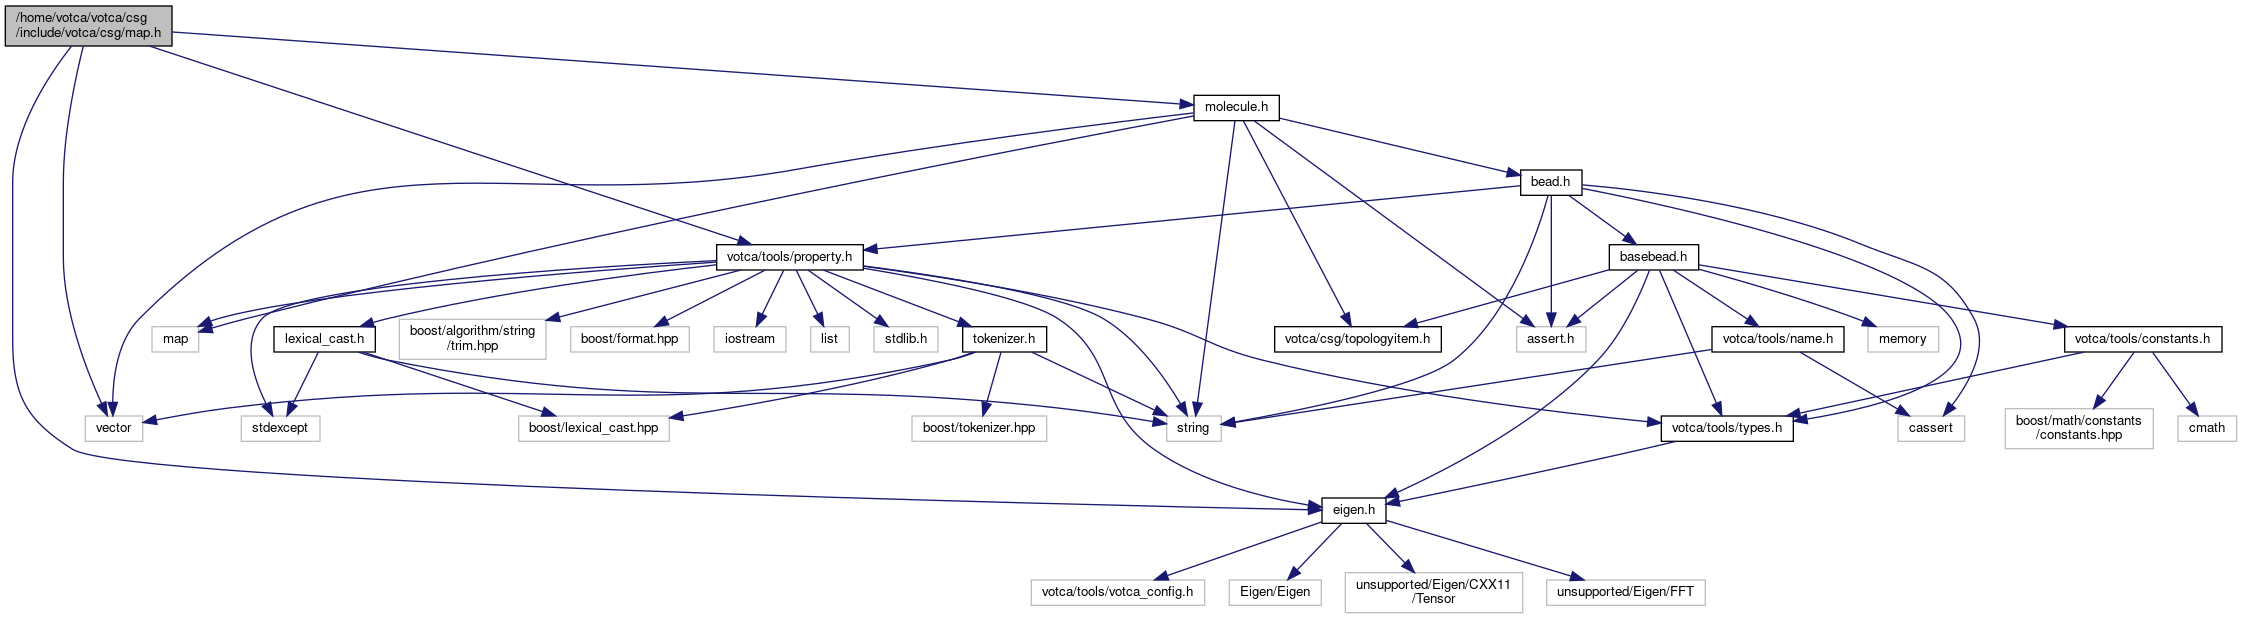 /home/votca/votca/csg
/include/votca/csg/map.h
molecule.h
bead.h
votca/tools/property.h
basebead.h
map
lexical_cast.h
boost/algorithm/string
/trim.hpp
boost/format.hpp
iostream
list
stdlib.h
tokenizer.h
votca/csg/topologyitem.h
assert.h
votca/tools/name.h
memory
votca/tools/constants.h
vector
stdexcept
boost/lexical_cast.hpp
boost/tokenizer.hpp
string
votca/tools/types.h
cassert
boost/math/constants
/constants.hpp
cmath
eigen.h
votca/tools/votca_config.h
Eigen/Eigen
unsupported/Eigen/CXX11
/Tensor
unsupported/Eigen/FFT